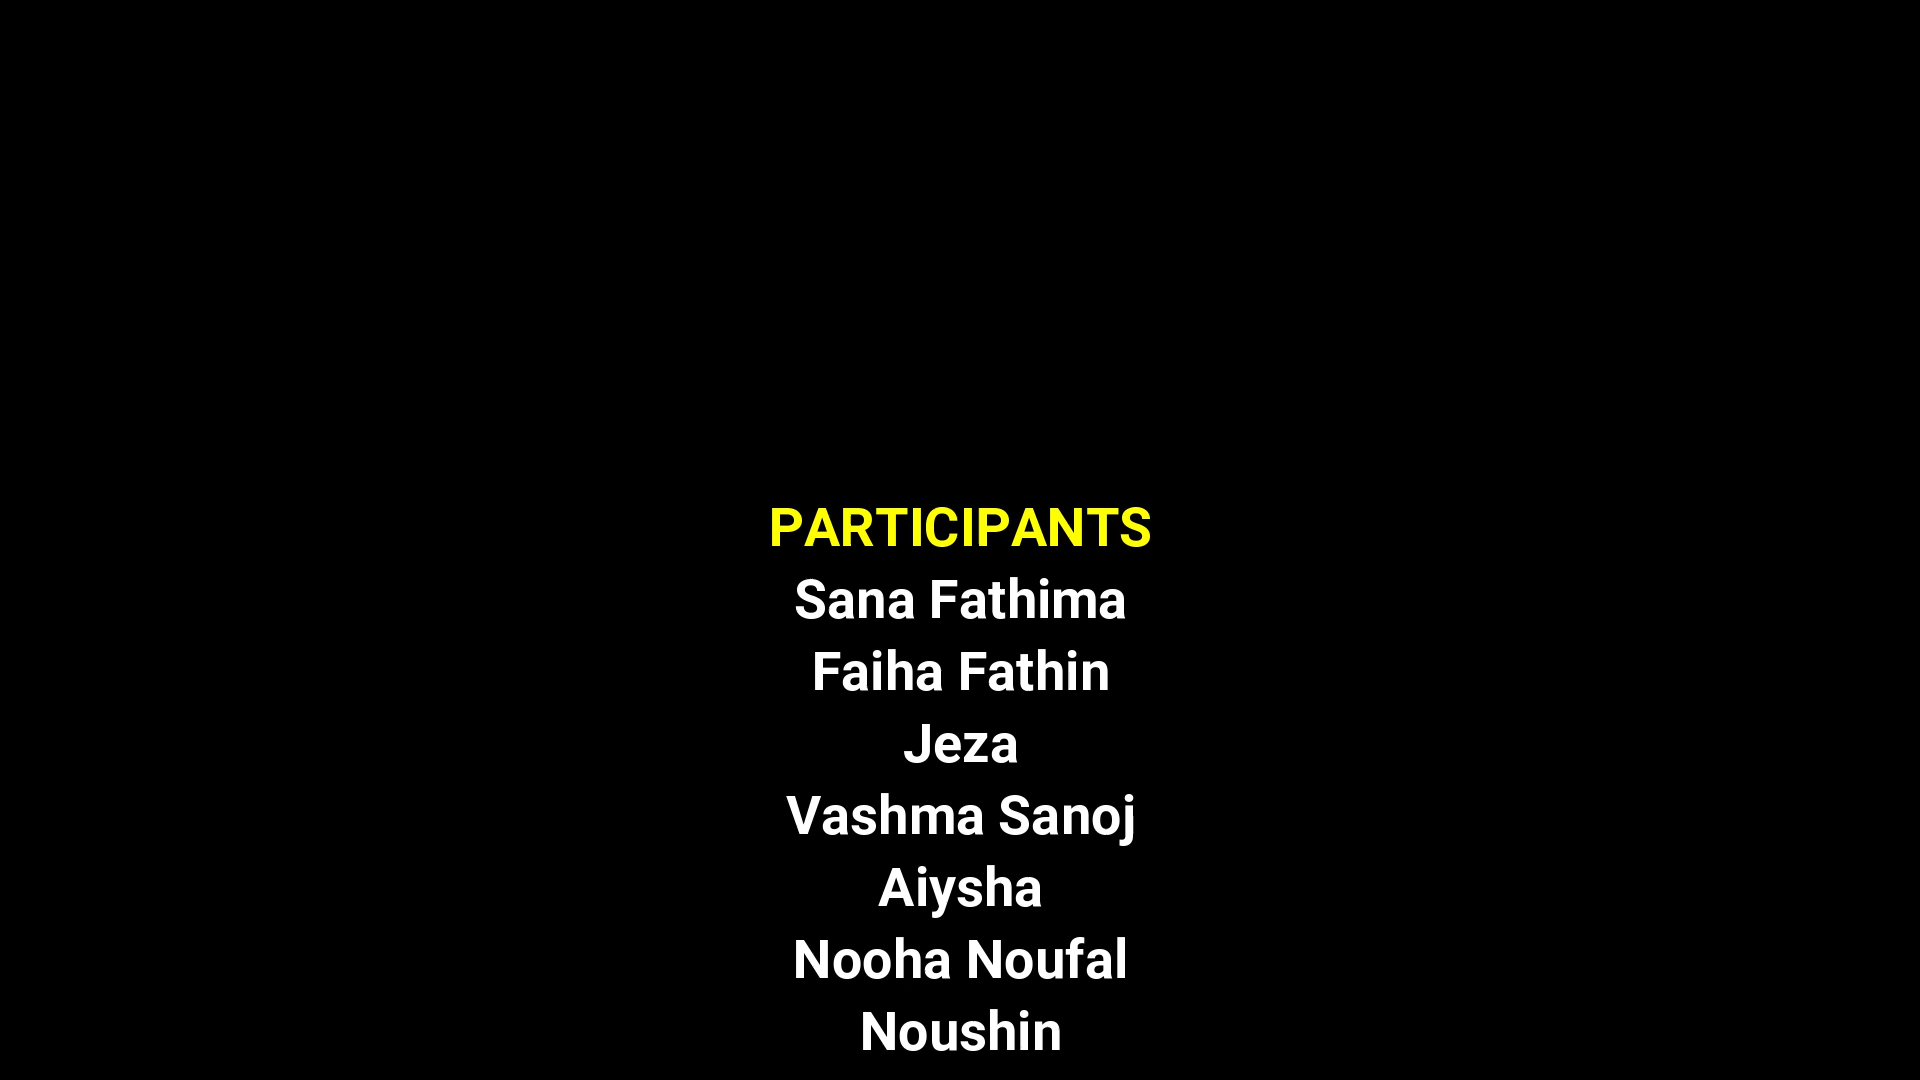 PARTICIPANTS
Sana Fathima
Faiha Fathin
Jeza
Vashma Sanoj
Aiysha
Nooha Noufal
Noushin